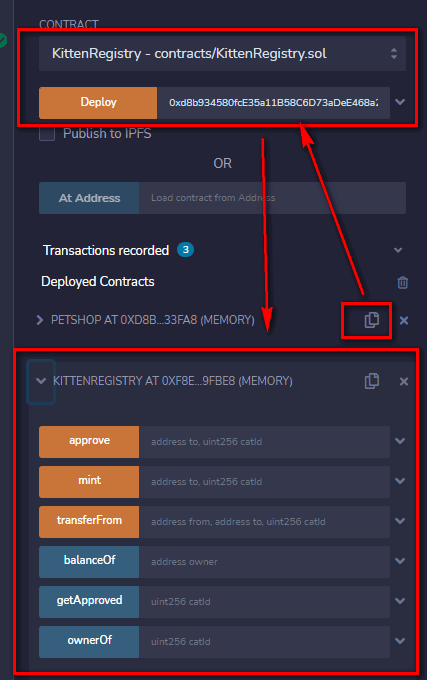 CONTRACT
KittenRegistry - contracts/KittenRegistry.sol
Deploy 0xd8b934580fcE35a11B58C6D73aDeE468a2
Publish to IPFS
OR
At Address Load contract from Address
Transactions recorded 3
Deployed Contracts
PETSHOP AT 0XD8B...33FA8 (MEMORY)
KITTENREGISTRY AT 0XF8E...9FBE8 (MEMORY)
approve address to, uint256 catId
mint address to, uint256 catId
transferFrom address from, address to, uint256 catId
balanceOf address owner
getApproved uint256 catId
ownerOf uint256 catId